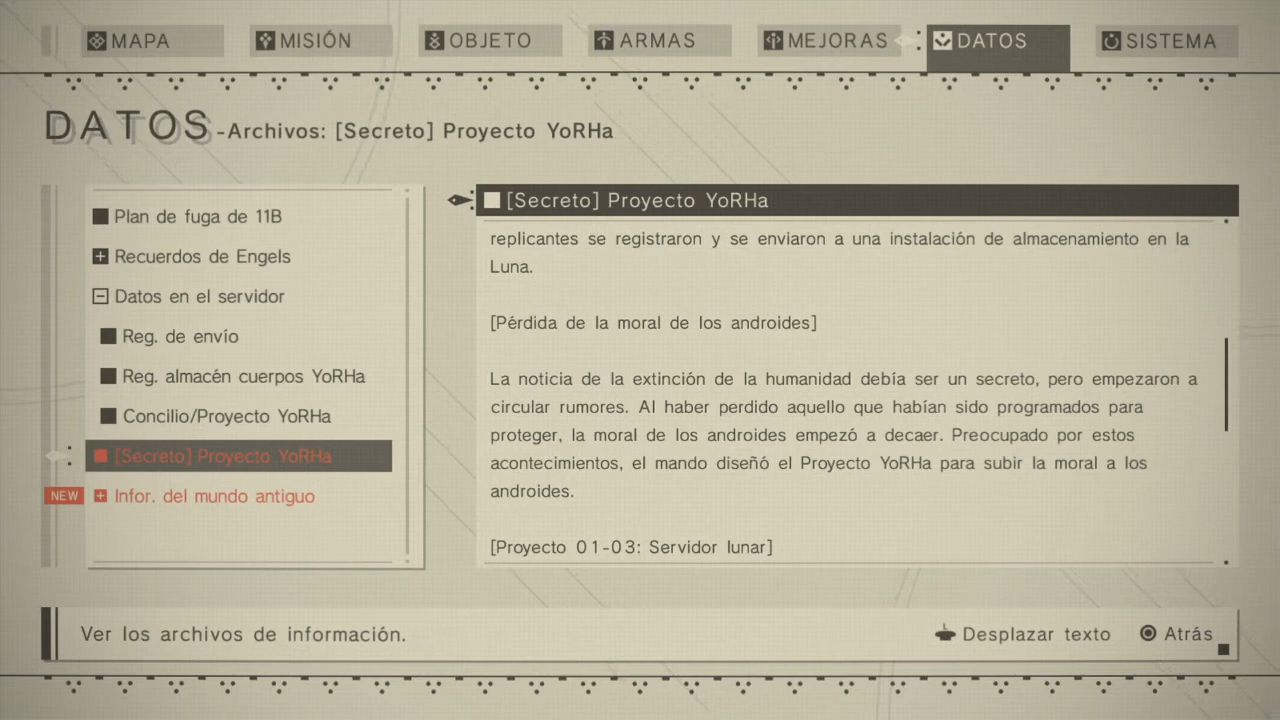 MAPA
MISIÓN
OBJETO
ARMAS
MEJORAS
DATOS
SISTEMA
DATOS -Archivos: [Secreto] Proyecto YoRHa
Plan de fuga de 11B
Recuerdos de Engels
Datos en el servidor
Reg. de envío
Reg. almacén cuerpos YoRHa
Concilio/Proyecto YoRHa
[Secreto] Proyecto YoRHa
NEW Infor. del mundo antiguo
[Secreto] Proyecto YoRHa
replicantes se registraron y se enviaron a una instalación de almacenamiento en la
Luna.
[Pérdida de la moral de los androides]
La noticia de la extinción de la humanidad debía ser un secreto, pero empezaron a
circular rumores. Al haber perdido aquello que habían sido programados para
proteger, la moral de los androides empezó a decaer. Preocupado por estos
acontecimientos, el mando diseñó el Proyecto YoRHa para subir la moral a los
androides.
[Proyecto 01-03: Servidor lunar]
Ver los archivos de información.
L Desplazar texto
Atrás